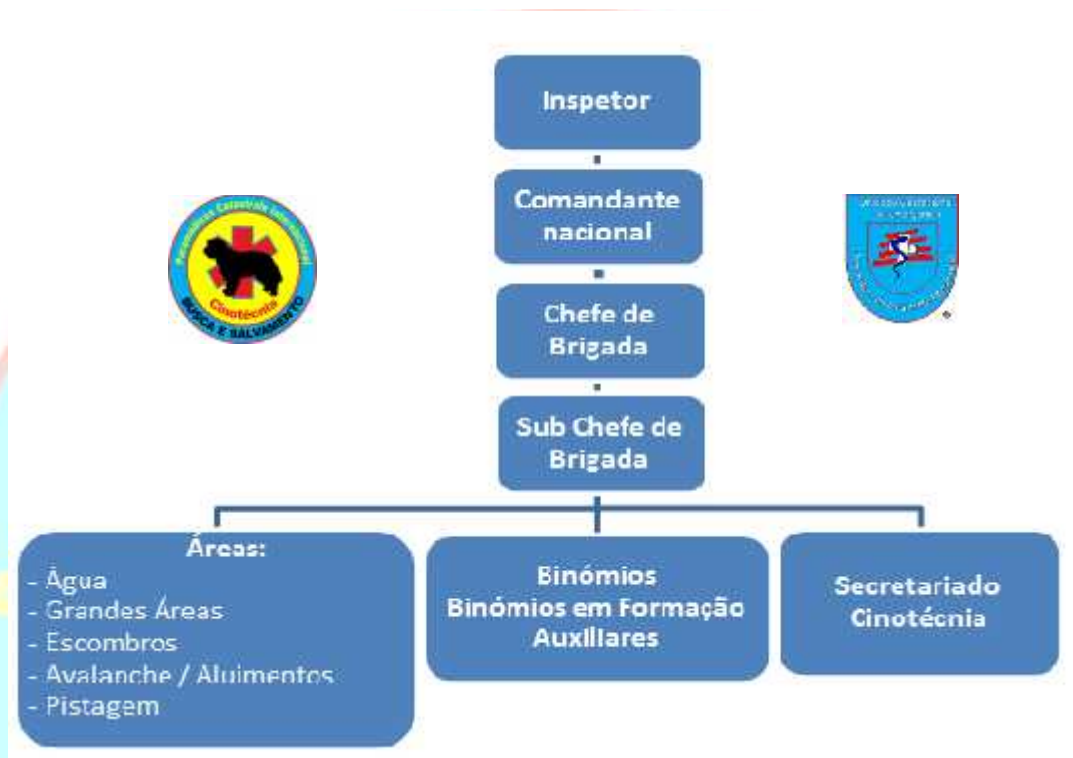 Inspetor
Comandante
nacional
Chefe de
Brigada
Sub Chefe de
Brigada
Áreas:
- Água
- Grandes Áreas
- Escombros
- Avalanche / Aluimentos
- Pistagem
Binómios
Binómios em Formação
Auxiliares
Secretariado
Cinotécnia
Cinotécnia
BUSCA E SALVAMENTO